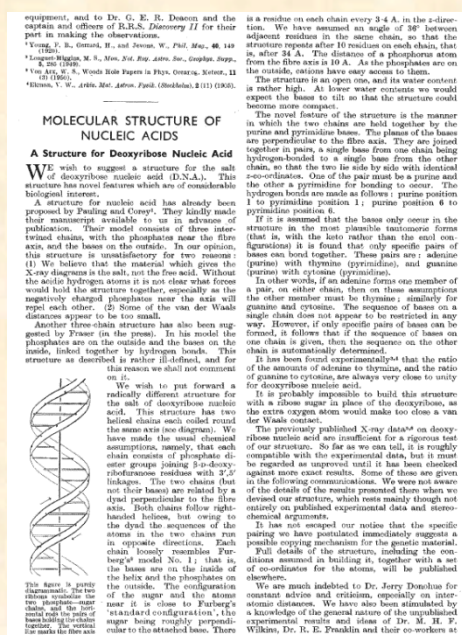 equipment, and to Dr. G. E. R. Deacon and the
captain and officers of R.R.S. Discovery II for their
part in making the observations.
¹ Young, F. B., Gerrard, H., and Jevons, W., Phil. Mag., 40, 149
(1920).
² Longuet-Higgins, M. S., Mon. Not. Roy. Astro. Soc., Geophys. Supp.,
5, 285 (1949).
³ Von Arx, W. S., Woods Hole Papers in Phys. Oceanog. Meteor., 11
(3) (1950).
⁴ Ekman, V. W., Arkiv. Mat. Astron. Fysik. (Stockholm), 2 (11) (1905).
MOLECULAR STRUCTURE OF
NUCLEIC ACIDS
A Structure for Deoxyribose Nucleic Acid
WE wish to suggest a structure for the salt
of deoxyribose nucleic acid (D.N.A.). This
structure has novel features which are of considerable
biological interest.
A structure for nucleic acid has already been
proposed by Pauling and Corey¹. They kindly made
their manuscript available to us in advance of
publication. Their model consists of three inter-
twined chains, with the phosphates near the fibre
axis, and the bases on the outside. In our opinion,
this structure is unsatisfactory for two reasons :
(1) We believe that the material which gives the
X-ray diagrams is the salt, not the free acid. Without
the acidic hydrogen atoms it is not clear what forces
would hold the structure together, especially as the
negatively charged phosphates near the axis will
repel each other. (2) Some of the van der Waals
distances appear to be too small.
Another three-chain structure has also been sug-
gested by Fraser (in the press). In his model the
phosphates are on the outside and the bases on the
inside, linked together by hydrogen bonds. This
structure as described is rather ill-defined, and for
this reason we shall not comment
on it.
We wish to put forward a
radically different structure for
the salt of deoxyribose nucleic
acid. This structure has two
helical chains each coiled round
the same axis (see diagram). We
have made the usual chemical
assumptions, namely, that each
chain consists of phosphate di-
ester groups joining β-D-deoxy-
ribofuranose residues with 3′,5′
linkages. The two chains (but
not their bases) are related by a
dyad perpendicular to the fibre
axis. Both chains follow right-
handed helices, but owing to
the dyad the sequences of the
atoms in the two chains run
in opposite directions. Each
chain loosely resembles Fur-
berg's² model No. 1 ; that is,
the bases are on the inside of
the helix and the phosphates on
the outside. The configuration
of the sugar and the atoms
near it is close to Furberg's
'standard configuration', the
sugar being roughly perpendi-
cular to the attached base. There
This figure is purely
diagrammatic. The two
ribbons symbolize the
two phosphate—sugar
chains, and the hori-
zontal rods the pairs of
bases holding the chains
together. The vertical
line marks the fibre axis
is a residue on each chain every 3·4 A. in the z-direc-
tion. We have assumed an angle of 36° between
adjacent residues in the same chain, so that the
structure repeats after 10 residues on each chain, that
is, after 34 A. The distance of a phosphorus atom
from the fibre axis is 10 A. As the phosphates are on
the outside, cations have easy access to them.
The structure is an open one, and its water content
is rather high. At lower water contents we would
expect the bases to tilt so that the structure could
become more compact.
The novel feature of the structure is the manner
in which the two chains are held together by the
purine and pyrimidine bases. The planes of the bases
are perpendicular to the fibre axis. They are joined
together in pairs, a single base from one chain being
hydrogen-bonded to a single base from the other
chain, so that the two lie side by side with identical
z-co-ordinates. One of the pair must be a purine and
the other a pyrimidine for bonding to occur. The
hydrogen bonds are made as follows : purine position
1 to pyrimidine position 1 ; purine position 6 to
pyrimidine position 6.
If it is assumed that the bases only occur in the
structure in the most plausible tautomeric forms
(that is, with the keto rather than the enol con-
figurations) it is found that only specific pairs of
bases can bond together. These pairs are : adenine
(purine) with thymine (pyrimidine), and guanine
(purine) with cytosine (pyrimidine).
In other words, if an adenine forms one member of
a pair, on either chain, then on these assumptions
the other member must be thymine ; similarly for
guanine and cytosine. The sequence of bases on a
single chain does not appear to be restricted in any
way. However, if only specific pairs of bases can be
formed, it follows that if the sequence of bases on
one chain is given, then the sequence on the other
chain is automatically determined.
It has been found experimentally³,⁴ that the ratio
of the amounts of adenine to thymine, and the ratio
of guanine to cytosine, are always very close to unity
for deoxyribose nucleic acid.
It is probably impossible to build this structure
with a ribose sugar in place of the deoxyribose, as
the extra oxygen atom would make too close a van
der Waals contact.
The previously published X-ray data⁵,⁶ on deoxy-
ribose nucleic acid are insufficient for a rigorous test
of our structure. So far as we can tell, it is roughly
compatible with the experimental data, but it must
be regarded as unproved until it has been checked
against more exact results. Some of these are given
in the following communications. We were not aware
of the details of the results presented there when we
devised our structure, which rests mainly though not
entirely on published experimental data and stereo-
chemical arguments.
It has not escaped our notice that the specific
pairing we have postulated immediately suggests a
possible copying mechanism for the genetic material.
Full details of the structure, including the con-
ditions assumed in building it, together with a set
of co-ordinates for the atoms, will be published
elsewhere.
We are much indebted to Dr. Jerry Donohue for
constant advice and criticism, especially on inter-
atomic distances. We have also been stimulated by
a knowledge of the general nature of the unpublished
experimental results and ideas of Dr. M. H. F.
Wilkins, Dr. R. E. Franklin and their co-workers at